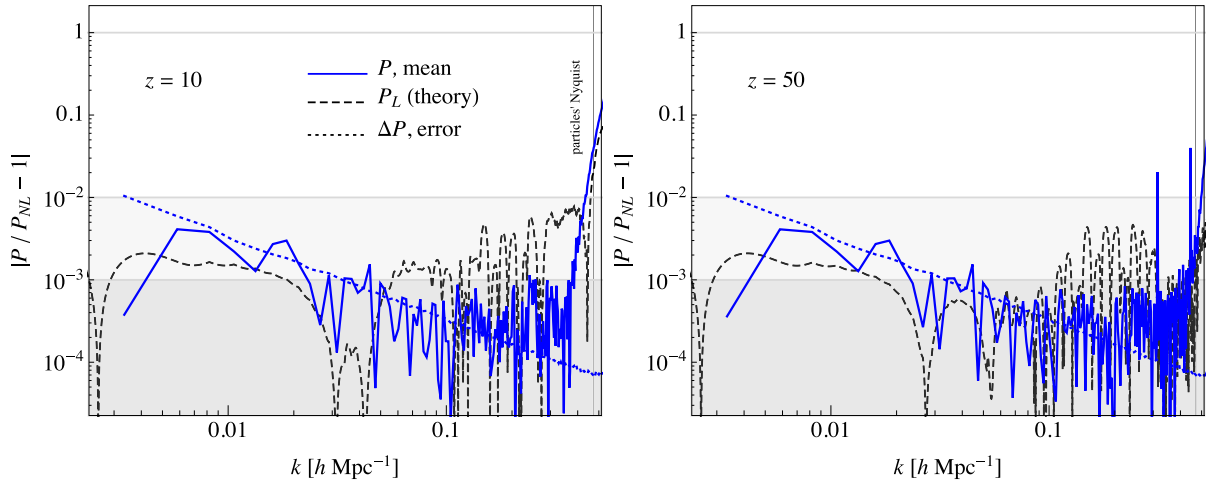 1
0.1
10⁻²
10⁻³
10⁻⁴
|P / P_NL − 1|
z = 10
P, mean
P_L (theory)
ΔP, error
particles' Nyquist
0.01
0.1
k [h Mpc⁻¹]
1
0.1
10⁻²
10⁻³
10⁻⁴
|P / P_NL − 1|
z = 50
0.01
0.1
k [h Mpc⁻¹]